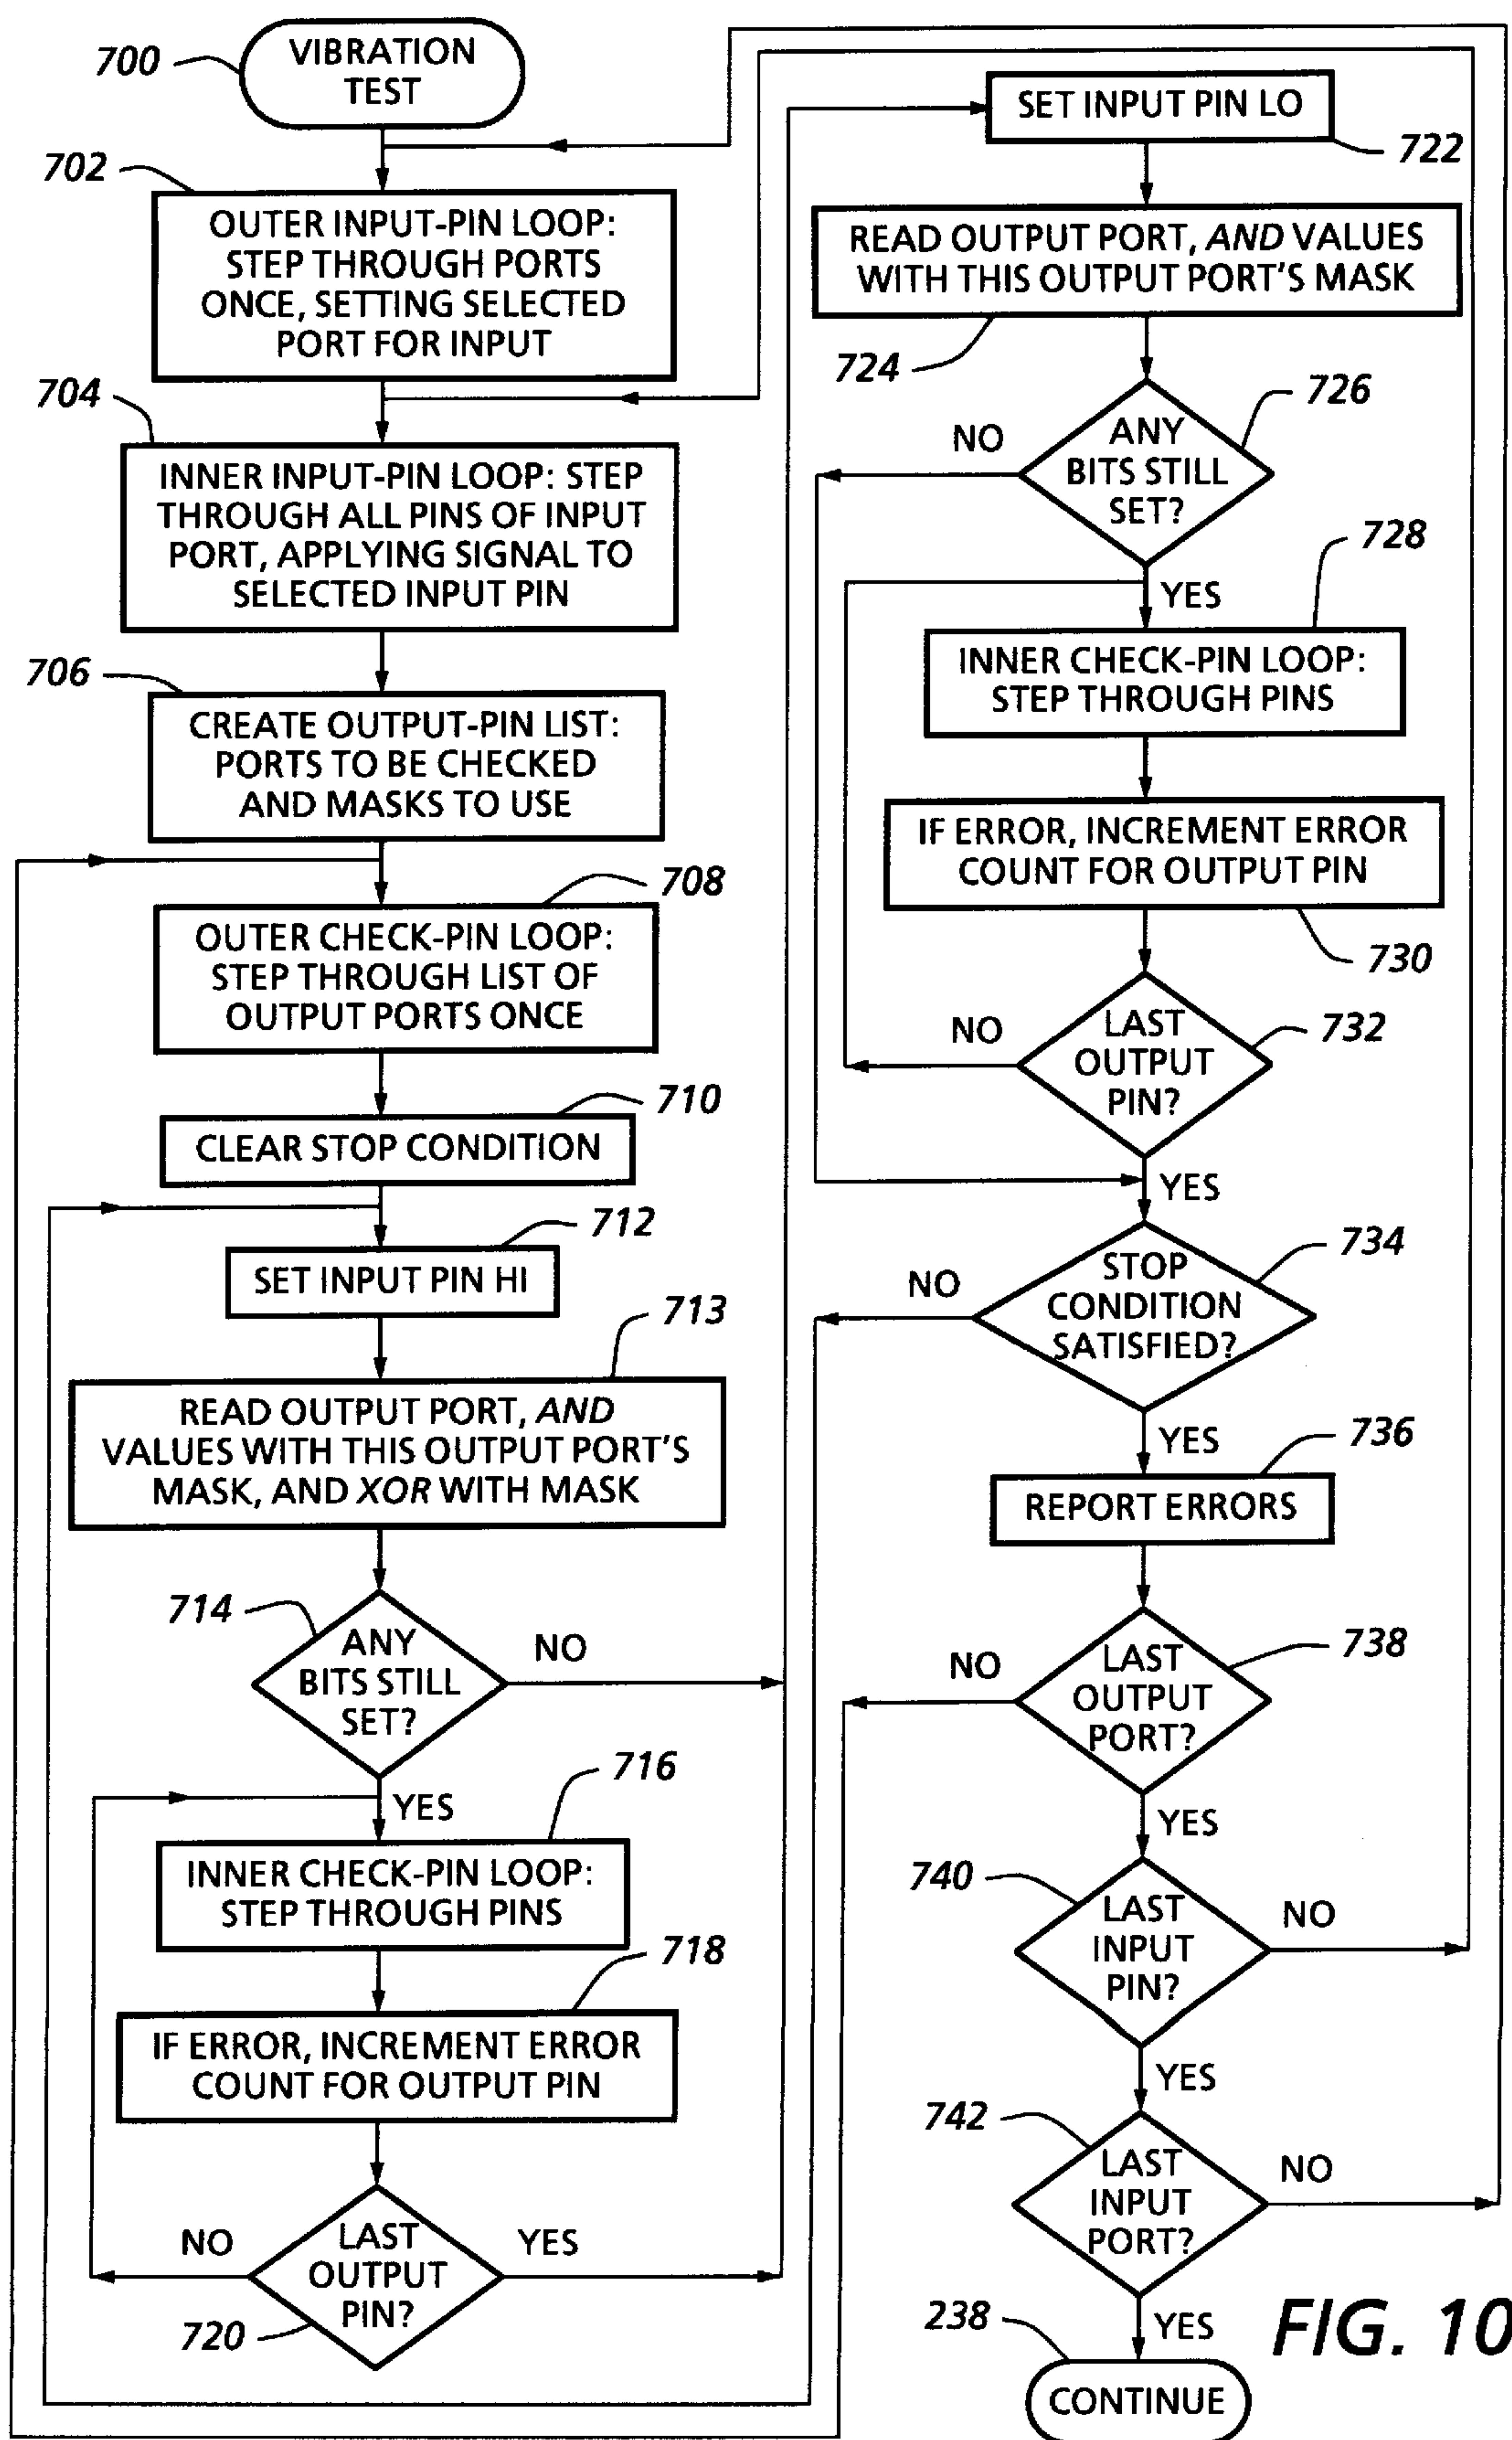 700
VIBRATION
TEST
702
OUTER INPUT-PIN LOOP:
STEP THROUGH PORTS
ONCE, SETTING SELECTED
PORT FOR INPUT
704
INNER INPUT-PIN LOOP: STEP
THROUGH ALL PINS OF INPUT
PORT, APPLYING SIGNAL TO
SELECTED INPUT PIN
706
CREATE OUTPUT-PIN LIST:
PORTS TO BE CHECKED
AND MASKS TO USE
708
OUTER CHECK-PIN LOOP:
STEP THROUGH LIST OF
OUTPUT PORTS ONCE
710
CLEAR STOP CONDITION
712
SET INPUT PIN HI
713
READ OUTPUT PORT, AND
VALUES WITH THIS OUTPUT PORT'S
MASK, AND XOR WITH MASK
714
ANY
BITS STILL
SET?
NO
YES
716
INNER CHECK-PIN LOOP:
STEP THROUGH PINS
718
IF ERROR, INCREMENT ERROR
COUNT FOR OUTPUT PIN
NO
LAST
OUTPUT
PIN?
YES
720
SET INPUT PIN LO
722
READ OUTPUT PORT, AND VALUES
WITH THIS OUTPUT PORT'S MASK
724
726
NO
ANY
BITS STILL
SET?
YES
728
INNER CHECK-PIN LOOP:
STEP THROUGH PINS
IF ERROR, INCREMENT ERROR
COUNT FOR OUTPUT PIN
730
NO
LAST
OUTPUT
PIN?
732
YES
NO
STOP
CONDITION
SATISFIED?
734
YES
736
REPORT ERRORS
NO
LAST
OUTPUT
PORT?
738
YES
740
LAST
INPUT
PIN?
NO
YES
742
LAST
INPUT
PORT?
NO
YES
238
CONTINUE
FIG. 10